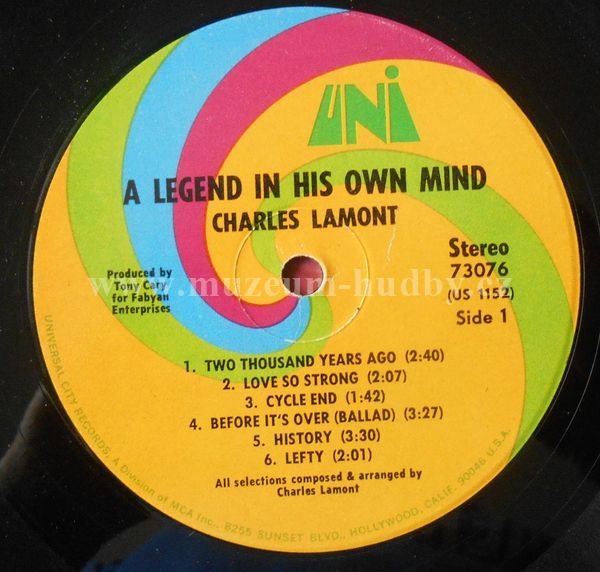 UNI
A LEGEND IN HIS OWN MIND
CHARLES LAMONT
Produced by
Tony Cary
for Fabyan
Enterprises
Stereo
73076
(US 1152)
Side 1
www.muzeum-hudby.cz
1. TWO THOUSAND YEARS AGO (2:40)
2. LOVE SO STRONG (2:07)
3. CYCLE END (1:42)
4. BEFORE IT'S OVER (BALLAD) (3:27)
5. HISTORY (3:30)
6. LEFTY (2:01)
All selections composed & arranged by
Charles Lamont
UNIVERSAL CITY RECORDS, A Division of MCA Inc., 8255 SUNSET BLVD., HOLLYWOOD, CALIF. 90046 U.S.A.